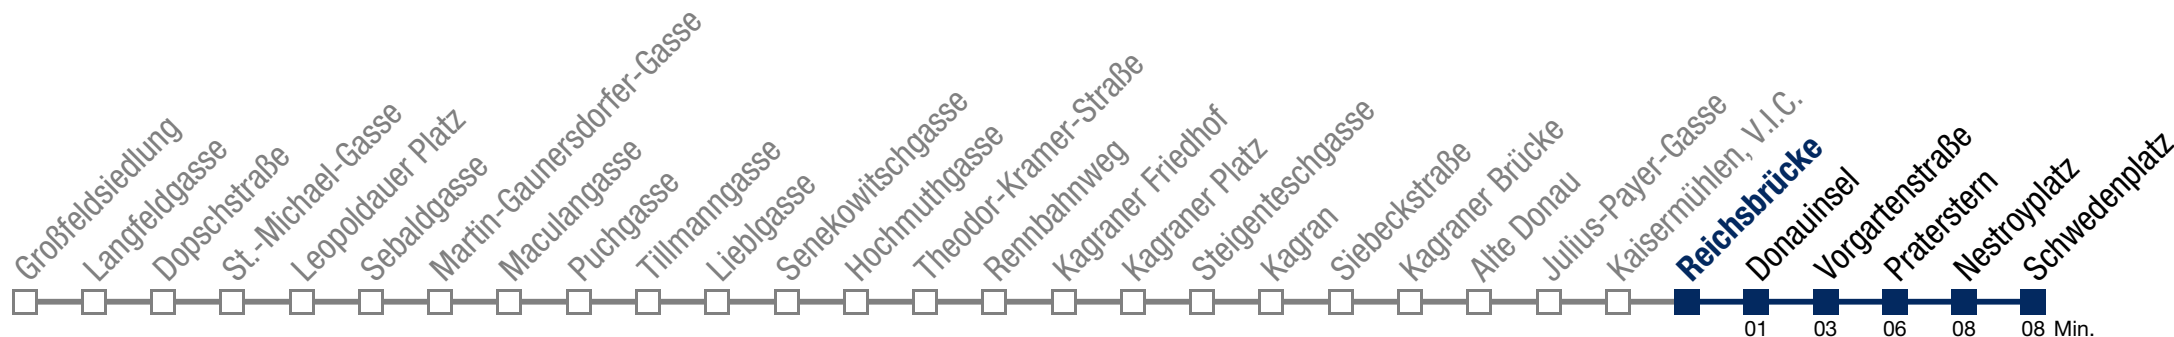 Großfeldsiedlung
Langfeldgasse
Dopschstraße
St.-Michael-Gasse
Leopoldauer Platz
Sebaldgasse
Martin-Gaunersdorfer-Gasse
Maculangasse
Puchgasse
Tillmanngasse
Lieblgasse
Senekowitschgasse
Hochmuthgasse
Theodor-Kramer-Straße
Rennbahnweg
Kagraner Friedhof
Kagraner Platz
Steigenteschgasse
Kagran
Siebeckstraße
Kagraner Brücke
Alte Donau
Julius-Payer-Gasse
Kaisermühlen, V.I.C.
Reichsbrücke
Donauinsel
Vorgartenstraße
Praterstern
Nestroyplatz
Schwedenplatz
01 03 06 08 08 Min.